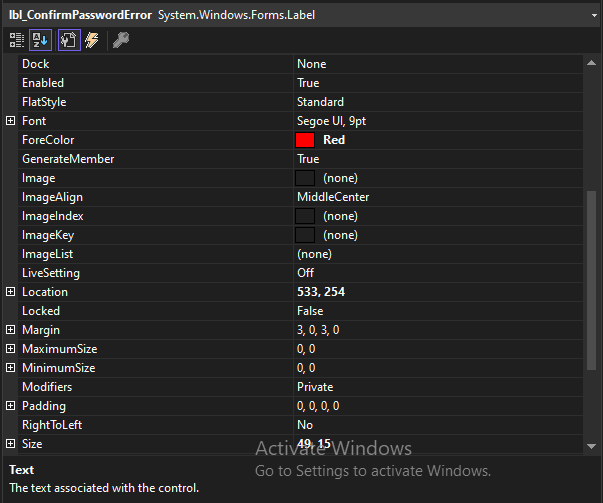 lbl_ConfirmPasswordError System.Windows.Forms.Label
Dock None
Enabled True
FlatStyle Standard
Font Segoe UI, 9pt
ForeColor Red
GenerateMember True
Image (none)
ImageAlign MiddleCenter
ImageIndex (none)
ImageKey (none)
ImageList (none)
LiveSetting Off
Location 533, 254
Locked False
Margin 3, 0, 3, 0
MaximumSize 0, 0
MinimumSize 0, 0
Modifiers Private
Padding 0, 0, 0, 0
RightToLeft No
Size 49, 15
Activate Windows
Go to Settings to activate Windows.
Text
The text associated with the control.